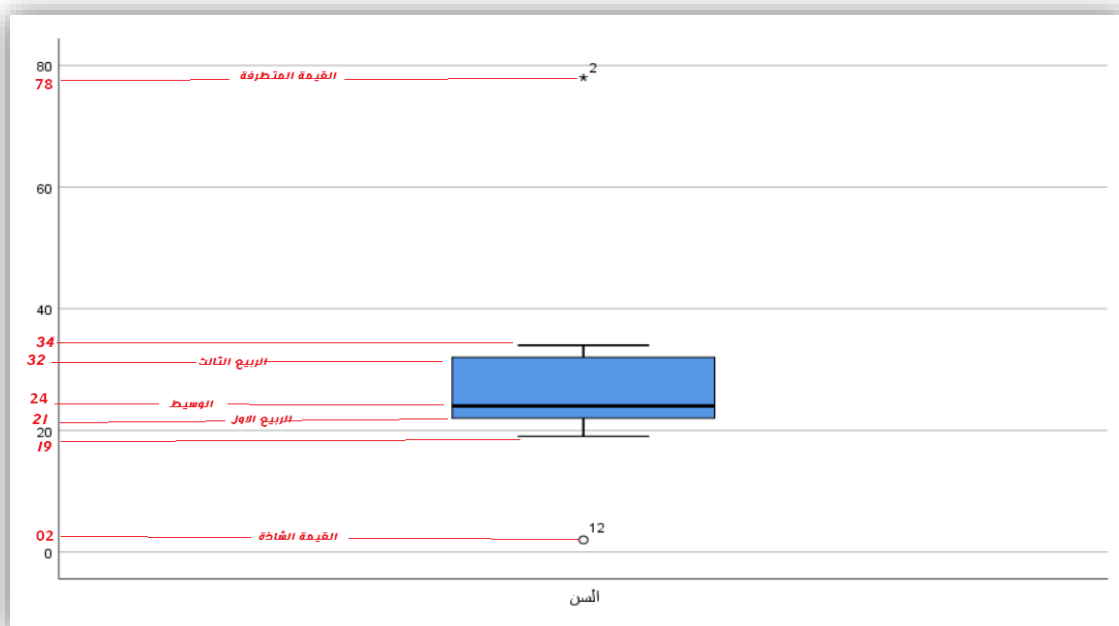 80
78 القيمة المتطرفة *2
60
40
34
32 الربيع الثالث
24 الوسيط
21 الربيع الاول
20
19
12
02 القيمة الشاذة
0
السن